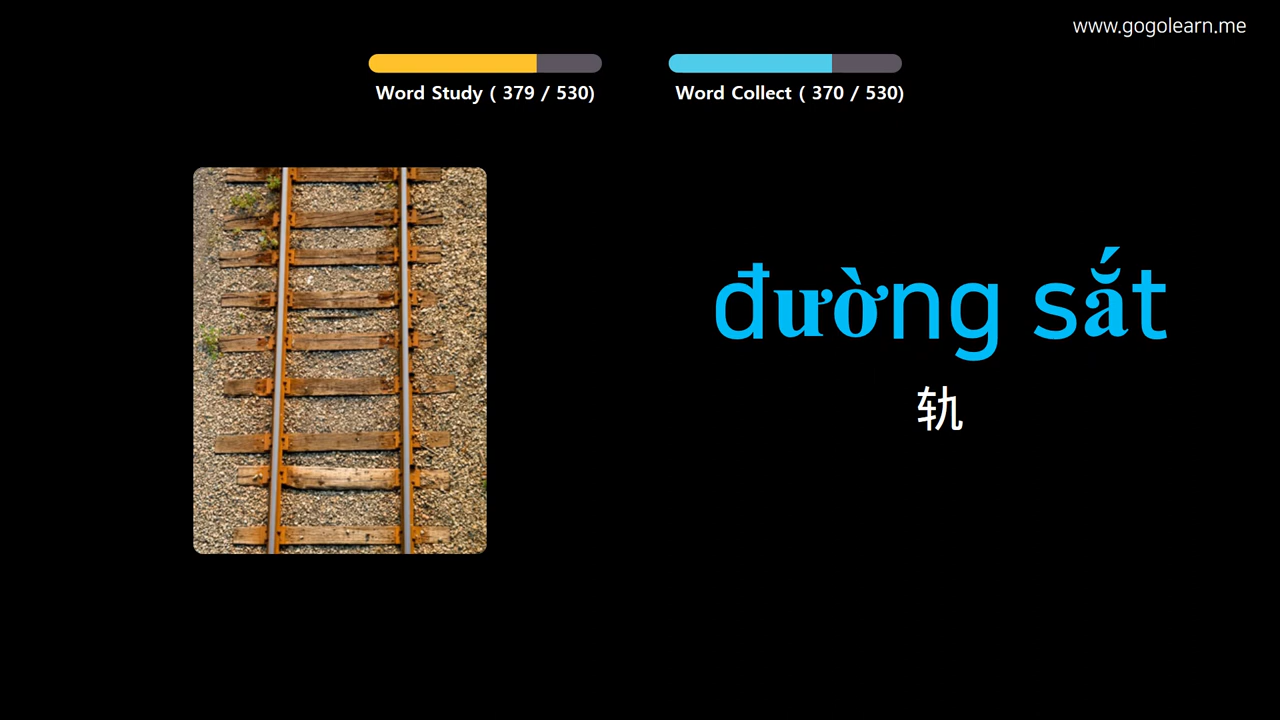 www.gogolearn.me
Word Study ( 379 / 530)
Word Collect ( 370 / 530)
đường sắt
轨